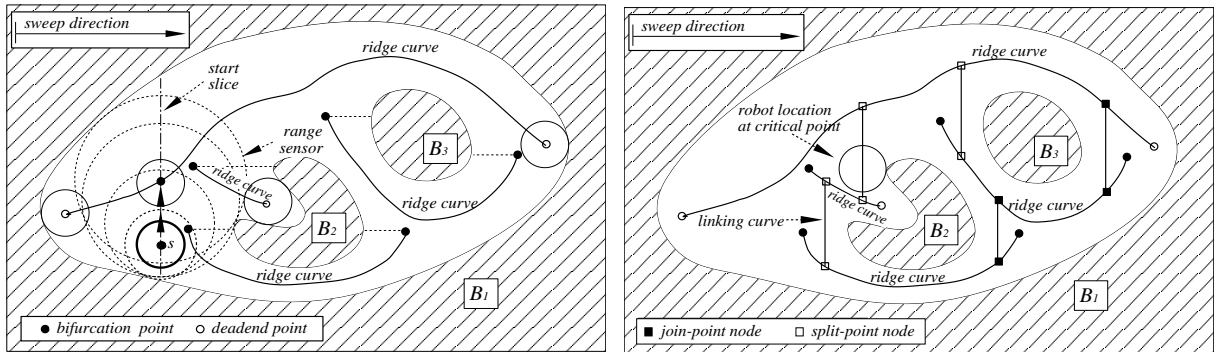 sweep direction
start
slice
range
sensor
ridge curve
B3
ridge curve
ridge curve
B2
s
ridge curve
B1
bifurcation point
deadend point
sweep direction
ridge curve
robot location
at critical point
B3
ridge curve
ridge curve
linking curve
B2
ridge curve
B1
join-point node
split-point node